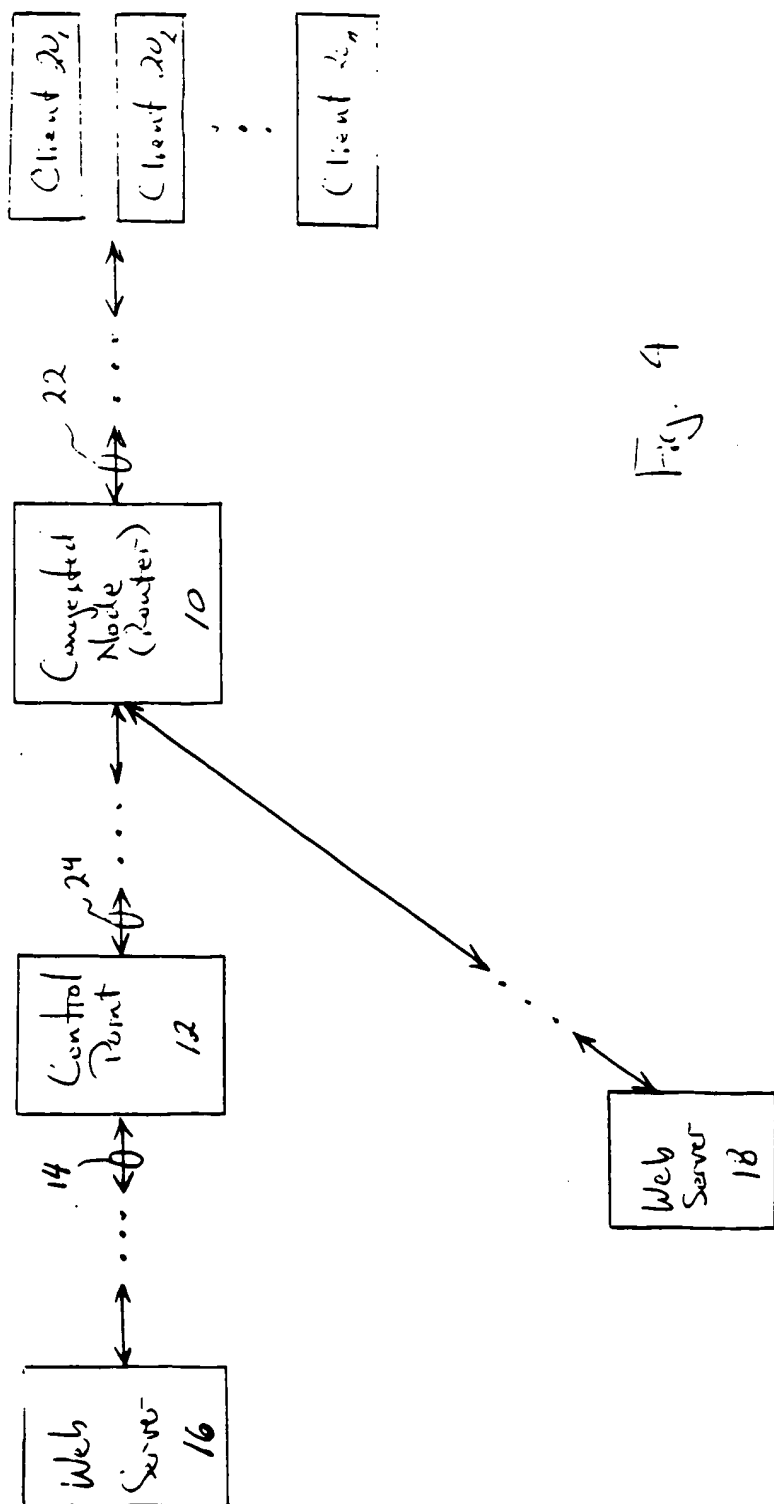 Client 20₁
Client 20₂
Client
22
Congested
Node
(Router)
10
24
Control
Point
12
14
Web
Server
16
Web
Server
18
Fig. 4